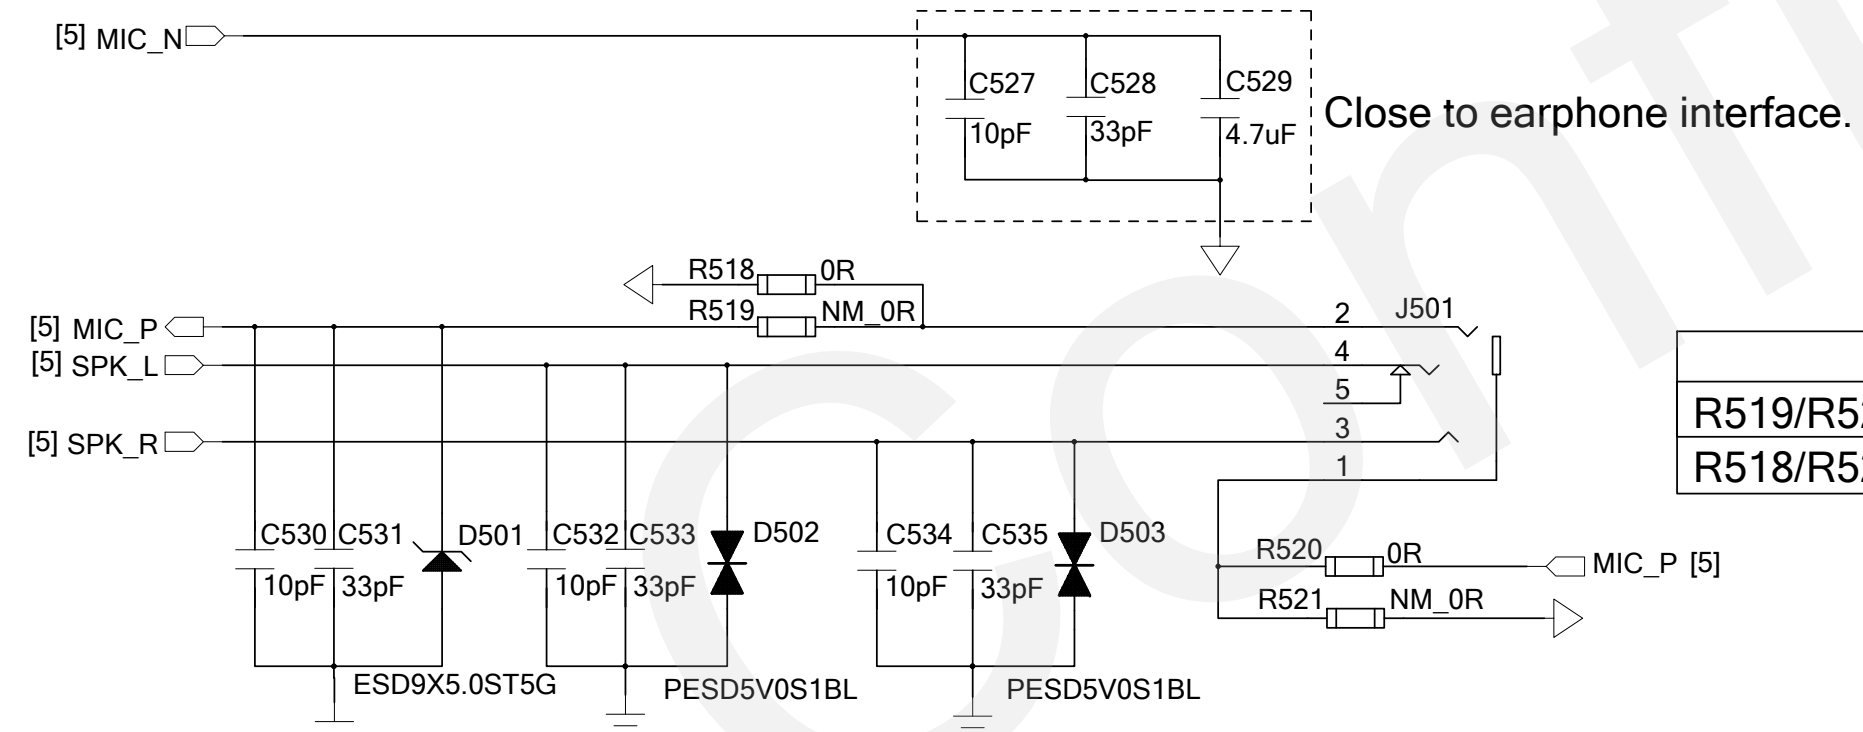 [5] MIC_N
C527
C528
C529
10pF
33pF
4.7uF
Close to earphone interface.
R518 0R
R519 NM_0R
[5] MIC_P
[5] SPK_L
[5] SPK_R
2 J501
4
5
3
1
C530 C531 D501
10pF 33pF
ESD9X5.0ST5G
C532 C533 D502
10pF 33pF
PESD5V0S1BL
C534 C535 D503
10pF 33pF
PESD5V0S1BL
R520 0R MIC_P [5]
R521 NM_0R
R519/R52
R518/R52